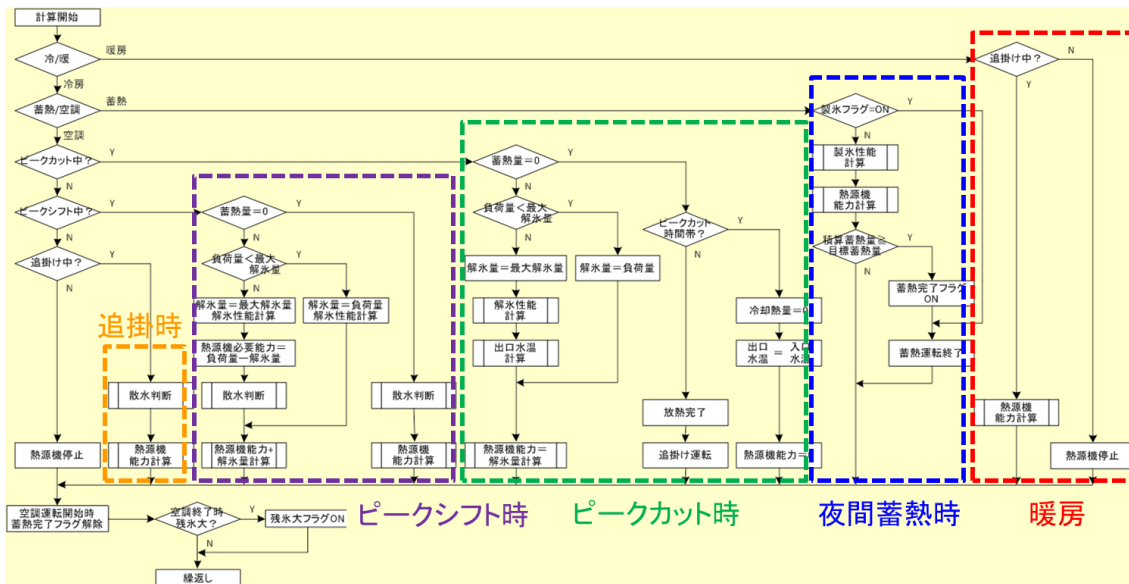 計算開始
冷/暖
暖房
冷房
蓄熱/空調
蓄熱
空調
ピークカット中?
Y
N
ピークシフト中?
Y
N
追掛け中?
Y
N
追掛時
散水判断
熱源機
能力計算
熱源機停止
蓄熱量=0
Y
N
負荷量<最大
解氷量
Y
N
解氷量=最大解氷量
解氷性能計算
解氷量=負荷量
解氷性能計算
熱源機必要能力=
負荷量ー解氷量
散水判断
熱源機能力+
解氷量計算
散水判断
熱源機
能力計算
ピークシフト時
蓄熱量=0
Y
N
負荷量<最大
解氷量
Y
N
解氷量=最大解氷量
解氷量=負荷量
解氷性能
計算
出口水温
計算
熱源機能力=
解氷量計算
ピークカット
時間帯?
Y
N
冷却熱量=0
出口
水温
=
入口
水温
放熱完了
追掛け運転
熱源機能力=
ピークカット時
製氷フラグ=ON
Y
N
製氷性能
計算
熱源機
能力計算
積算蓄熱量≧
目標蓄熱量
Y
N
蓄熱完了フラグ
ON
蓄熱運転終了
夜間蓄熱時
追掛け中?
N
Y
熱源機
能力計算
熱源機停止
暖房
空調運転開始時
蓄熱完了フラグ解除
空調終了時
残氷大?
Y
N
残氷大フラグON
繰返し